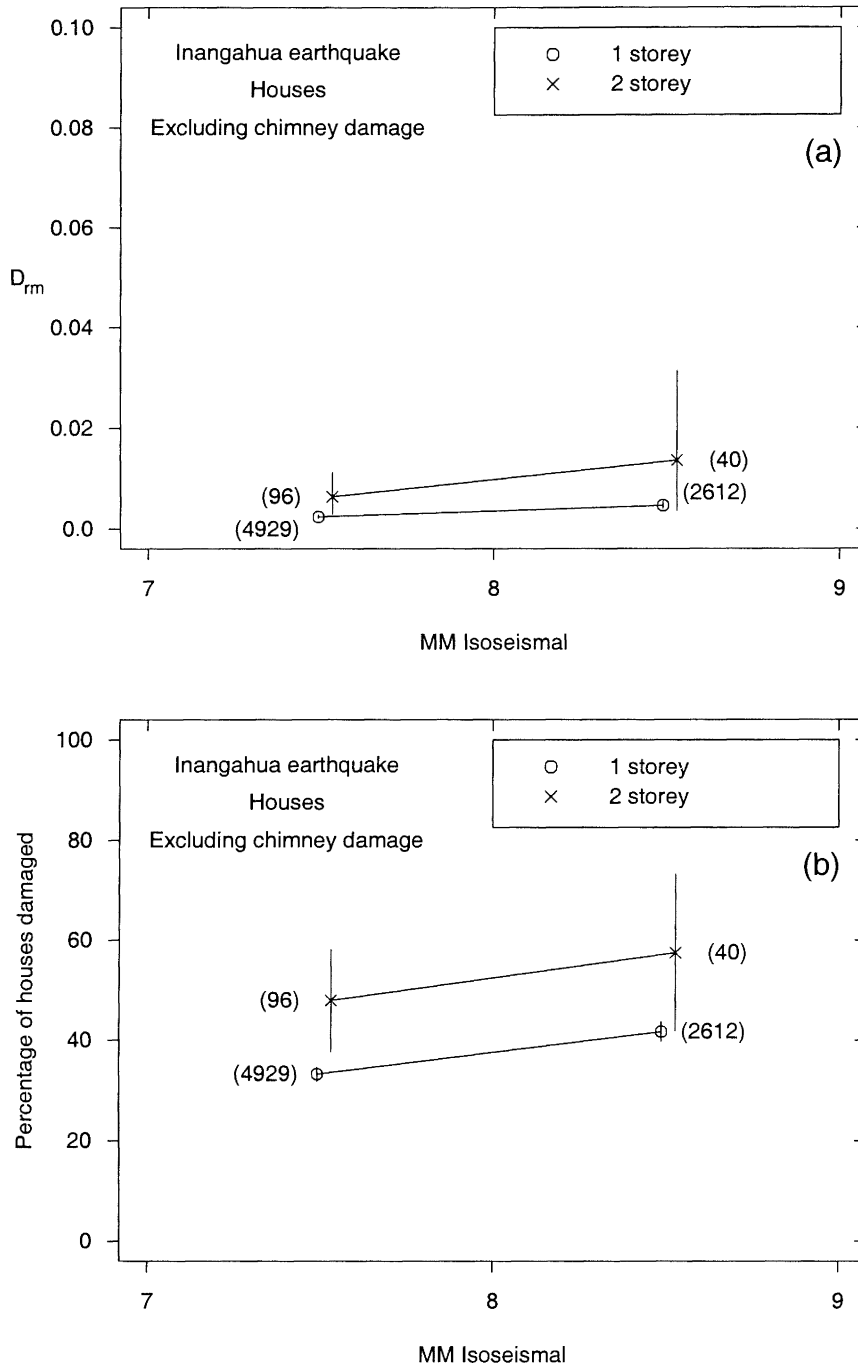 0.10
0.08
0.06
0.04
0.02
0.0
D_rm
Inangahua earthquake
Houses
Excluding chimney damage
1 storey
2 storey
(a)
(96)
(4929)
(40)
(2612)
7
8
9
MM Isoseismal
100
80
60
40
20
0
Percentage of houses damaged
Inangahua earthquake
Houses
Excluding chimney damage
1 storey
2 storey
(b)
(96)
(4929)
(40)
(2612)
7
8
9
MM Isoseismal